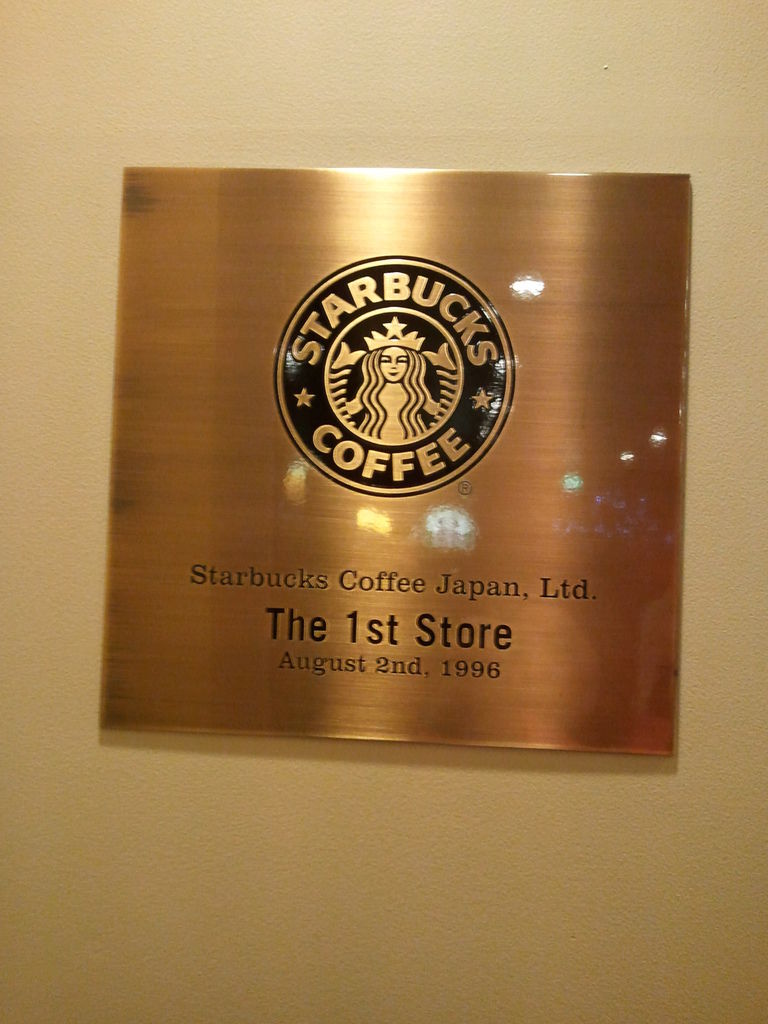 STARBUCKS
COFFEE
®
Starbucks Coffee Japan, Ltd.
The 1st Store
August 2nd, 1996